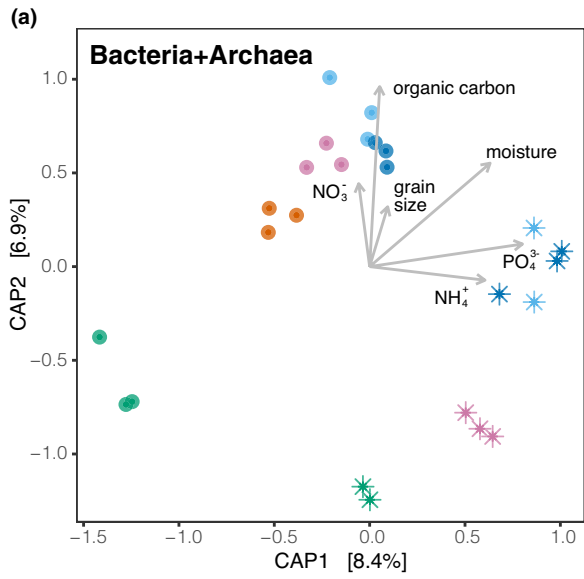 (a)
Bacteria+Archaea
organic carbon
moisture
NO₃⁻
grain
size
PO₄³⁻
NH₄⁺
CAP2 [6.9%]
1.0
0.5
0.0
−0.5
−1.0
−1.5 −1.0 −0.5 0.0 0.5 1.0
CAP1 [8.4%]